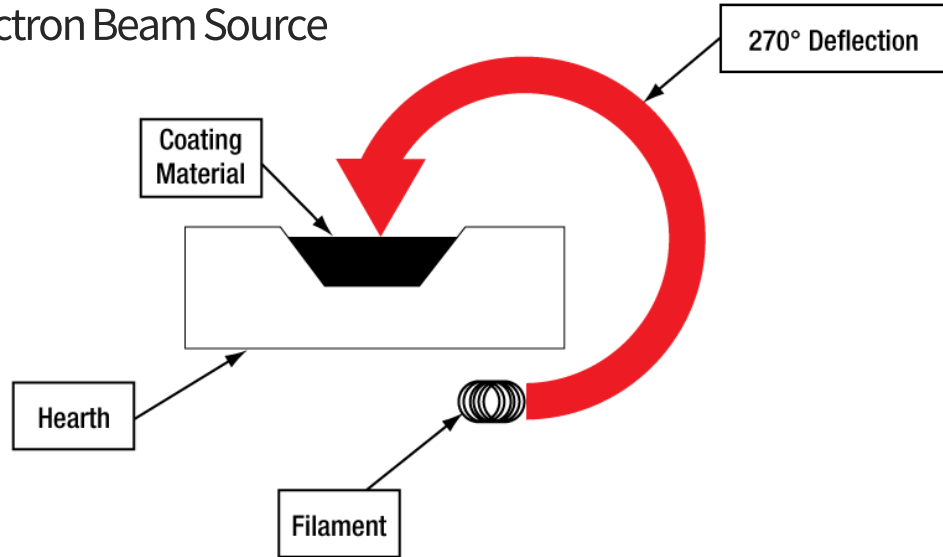 ctron Beam Source
270° Deflection
Coating
Material
Hearth
Filament